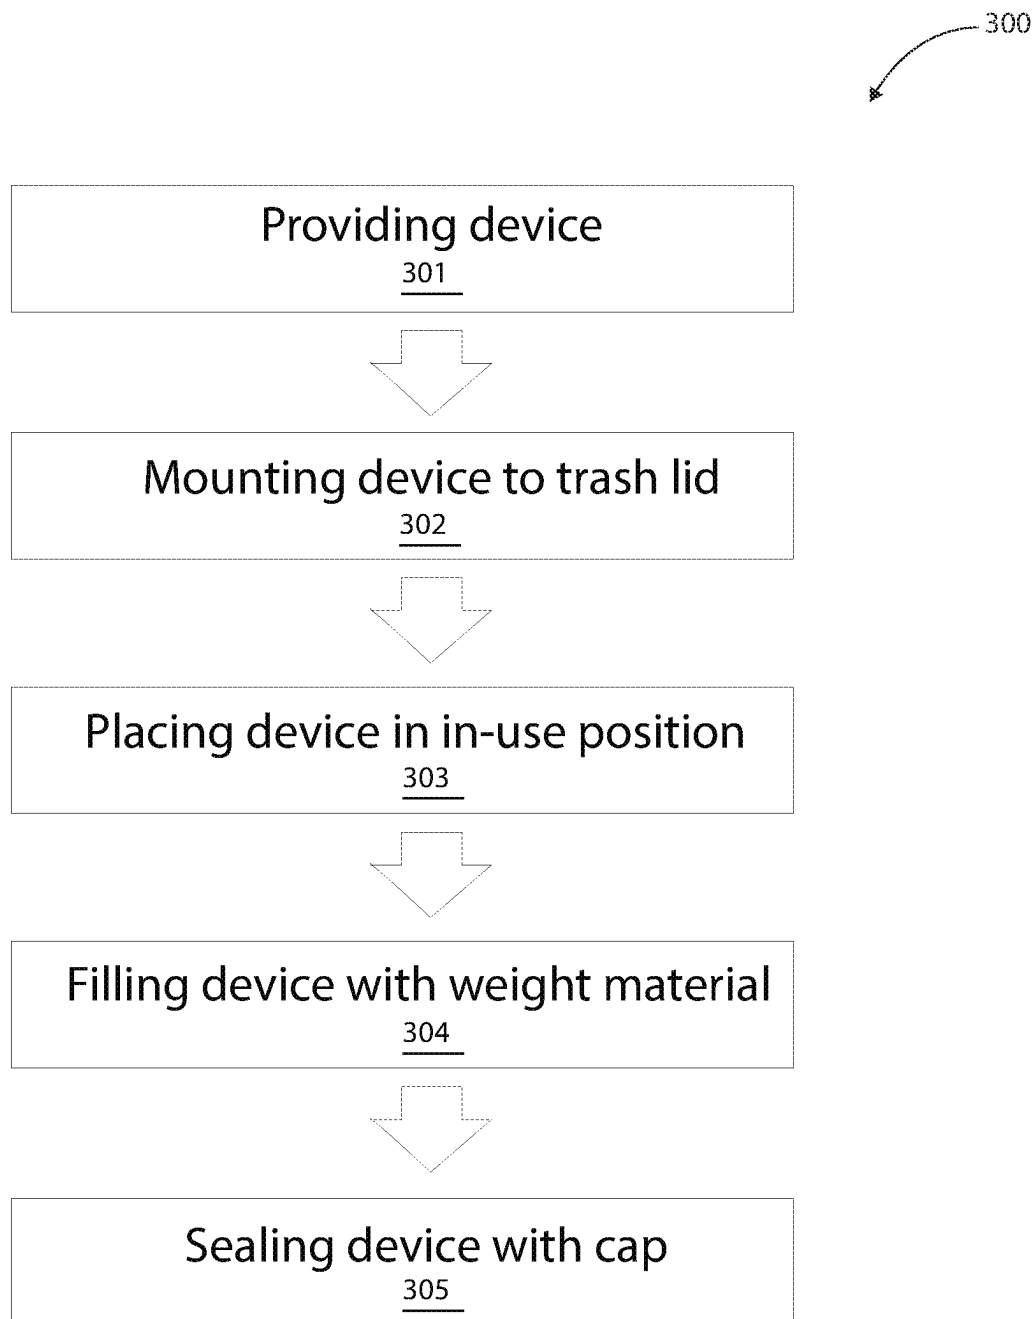 300
Providing device
301
Mounting device to trash lid
302
Placing device in in-use position
303
Filling device with weight material
304
Sealing device with cap
305